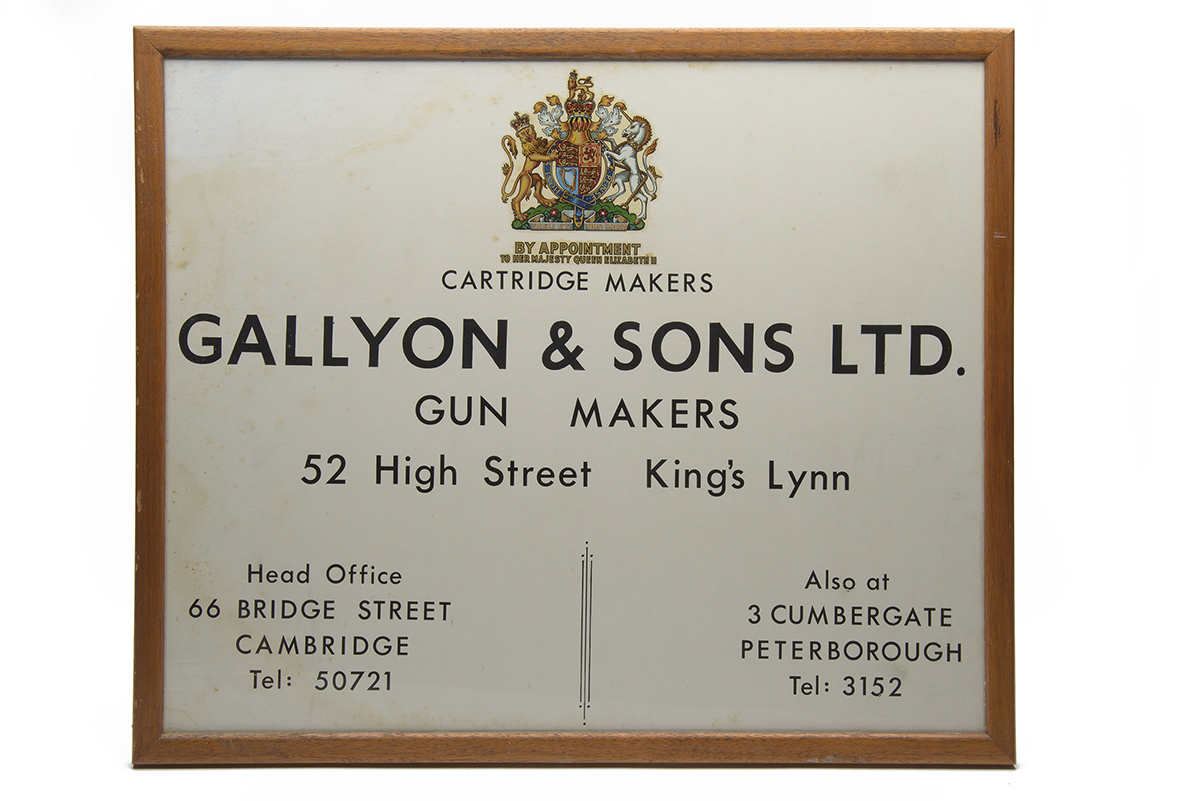 BY APPOINTMENT
TO HER MAJESTY QUEEN ELIZABETH II
CARTRIDGE MAKERS
GALLYON & SONS LTD.
GUN MAKERS
52 High Street King's Lynn
Head Office
66 BRIDGE STREET
CAMBRIDGE
Tel: 50721
Also at
3 CUMBERGATE
PETERBOROUGH
Tel: 3152